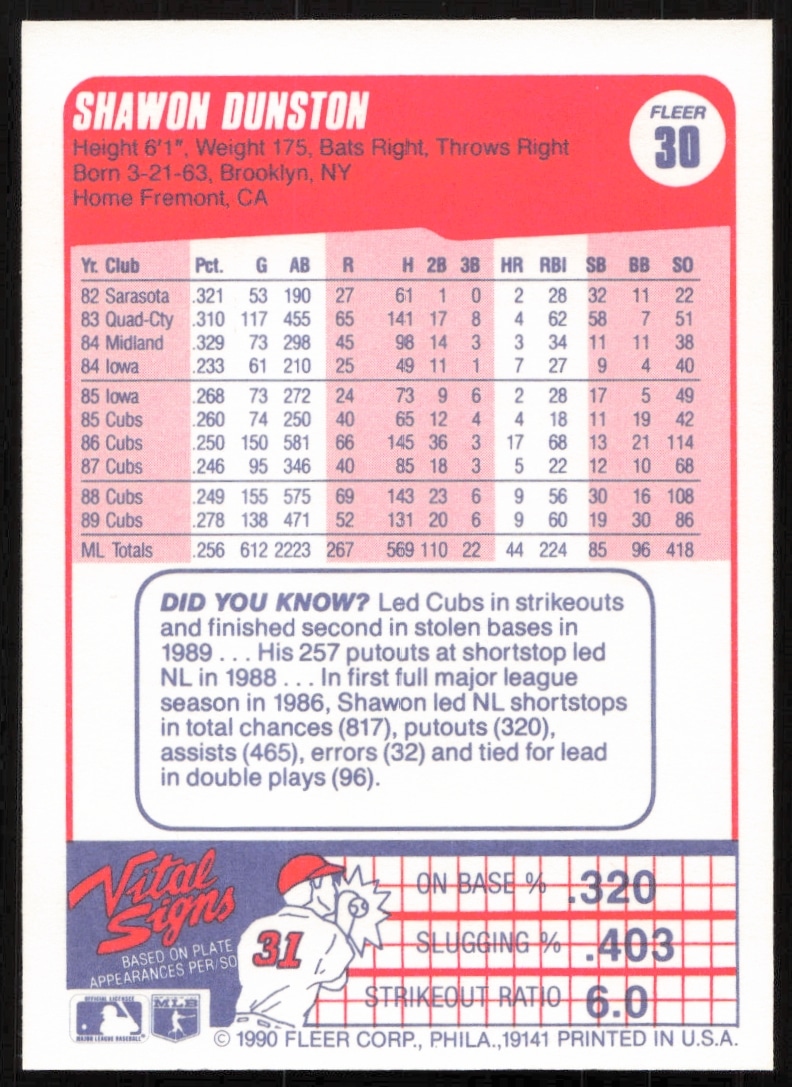 SHAWON DUNSTON
FLEER
30
Height 6'1", Weight 175, Bats Right, Throws Right
Born 3-21-63, Brooklyn, NY
Home Fremont, CA
Yr. Club Pct. G AB R H 2B 3B HR RBI SB BB SO
82 Sarasota .321 53 190 27 61 1 0 2 28 32 11 22
83 Quad-Cty .310 117 455 65 141 17 8 4 62 58 7 51
84 Midland .329 73 298 45 98 14 3 3 34 11 11 38
84 Iowa .233 61 210 25 49 11 1 7 27 9 4 40
85 Iowa .268 73 272 24 73 9 6 2 28 17 5 49
85 Cubs .260 74 250 40 65 12 4 4 18 11 19 42
86 Cubs .250 150 581 66 145 36 3 17 68 13 21 114
87 Cubs .246 95 346 40 85 18 3 5 22 12 10 68
88 Cubs .249 155 575 69 143 23 6 9 56 30 16 108
89 Cubs .278 138 471 52 131 20 6 9 60 19 30 86
ML Totals .256 612 2223 267 569 110 22 44 224 85 96 418
DID YOU KNOW? Led Cubs in strikeouts
and finished second in stolen bases in
1989 . . . His 257 putouts at shortstop led
NL in 1988 . . . In first full major league
season in 1986, Shawon led NL shortstops
in total chances (817), putouts (320),
assists (465), errors (32) and tied for lead
in double plays (96).
Vital
Signs
BASED ON PLATE
APPEARANCES PER/SO
31
ON BASE % .320
SLUGGING % .403
STRIKEOUT RATIO 6.0
OFFICIAL LICENSEE
MAJOR LEAGUE BASEBALL
MLB
© 1990 FLEER CORP., PHILA., 19141 PRINTED IN U.S.A.